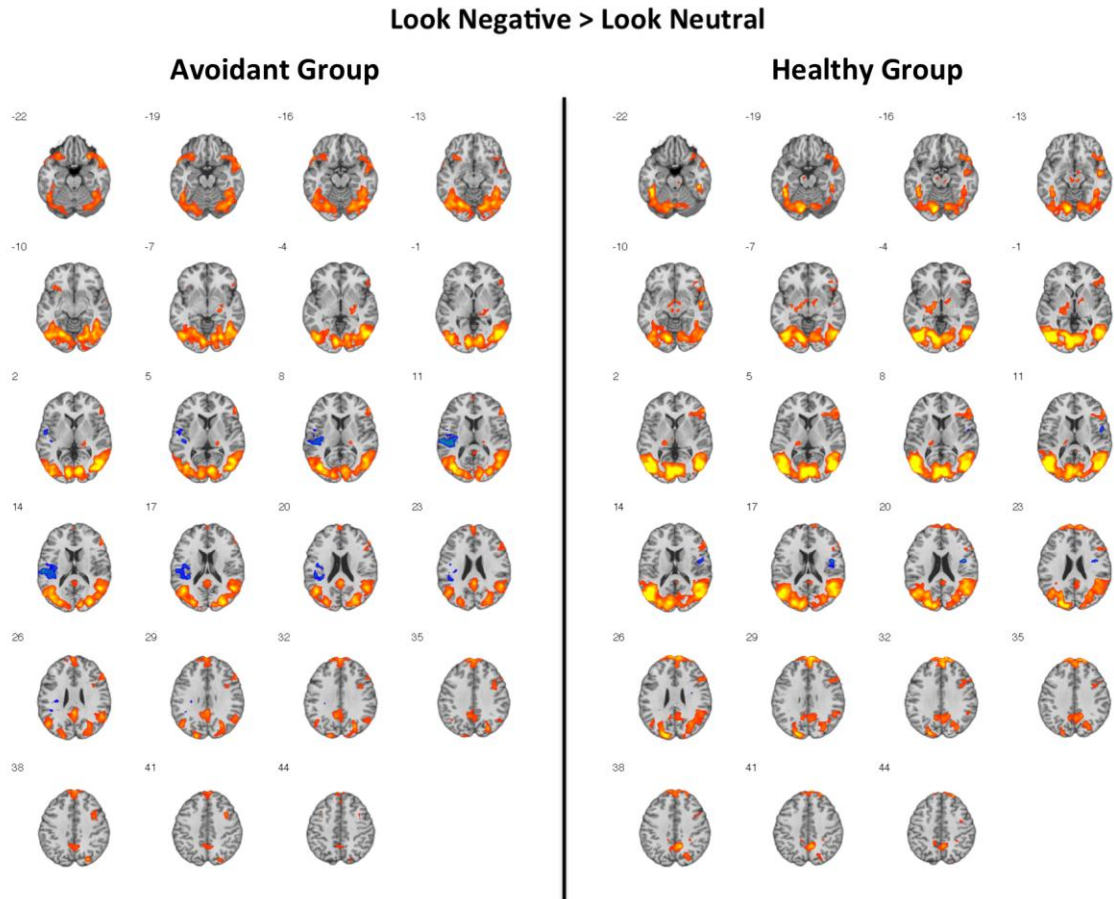 Look Negative > Look Neutral
Avoidant Group
Healthy Group
-22 -19 -16 -13
-10 -7 -4 -1
2 5 8 11
14 17 20 23
26 29 32 35
38 41 44
-22 -19 -16 -13
-10 -7 -4 -1
2 5 8 11
14 17 20 23
26 29 32 35
38 41 44